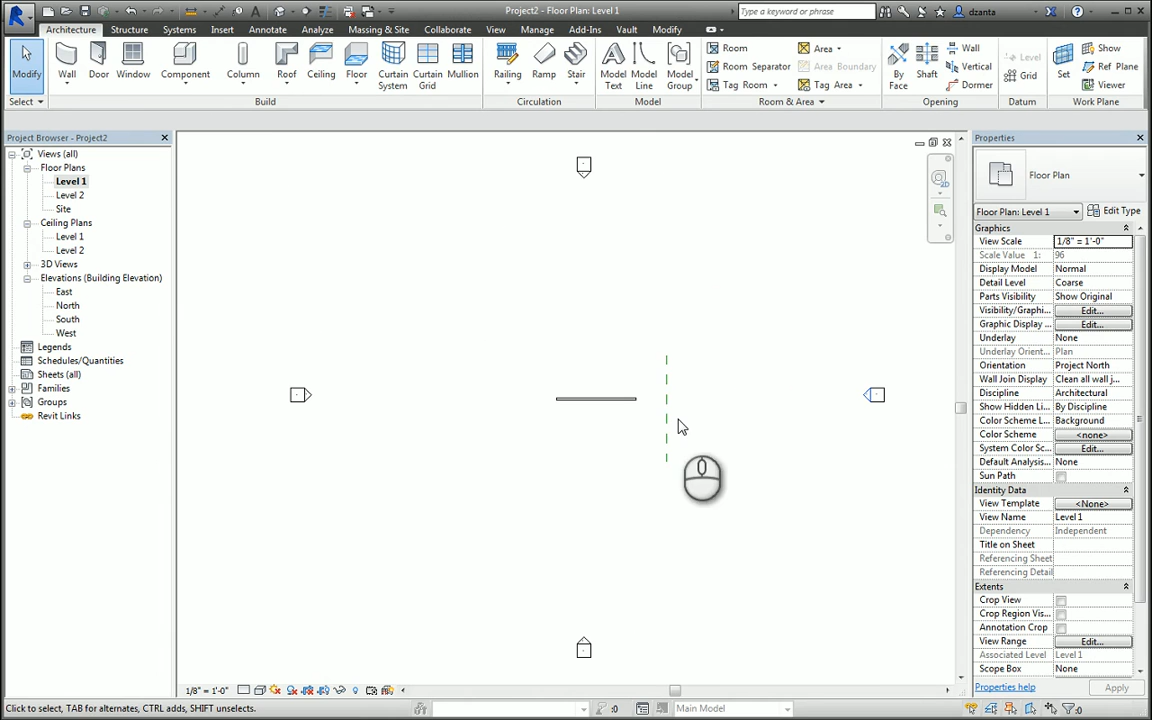 Project2 - Floor Plan: Level 1
Type a keyword or phrase
dzanta
Architecture Structure Systems Insert Annotate Analyze Massing & Site Collaborate View Manage Add-Ins Vault Modify
Modify Wall Door Window Component Column Roof Ceiling Floor Curtain System Curtain Grid Mullion Railing Ramp Stair Model Text Model Line Model Group
Room Area
Room Separator Area Boundary
Tag Room Tag Area
By Face Shaft Wall Vertical Dormer
Level Grid
Set Show Ref Plane Viewer
Select Build Circulation Model Room & Area Opening Datum Work Plane
Project Browser - Project2
Views (all)
Floor Plans
Level 1
Level 2
Site
Ceiling Plans
Level 1
Level 2
3D Views
Elevations (Building Elevation)
East
North
South
West
Legends
Schedules/Quantities
Sheets (all)
Families
Groups
Revit Links
2D
Properties
Floor Plan
Floor Plan: Level 1 Edit Type
Graphics
View Scale 1/8" = 1'-0"
Scale Value 1: 96
Display Model Normal
Detail Level Coarse
Parts Visibility Show Original
Visibility/Graphi... Edit...
Graphic Display ... Edit...
Underlay None
Underlay Orient... Plan
Orientation Project North
Wall Join Display Clean all wall j...
Discipline Architectural
Show Hidden Li... By Discipline
Color Scheme L... Background
Color Scheme <none>
System Color Sc... Edit...
Default Analysis... None
Sun Path
Identity Data
View Template <None>
View Name Level 1
Dependency Independent
Title on Sheet
Referencing Sheet
Referencing Detail
Extents
Crop View
Crop Region Vis...
Annotation Crop
View Range Edit...
Associated Level Level 1
Scope Box None
Properties help Apply
1/8" = 1'-0"
Click to select, TAB for alternates, CTRL adds, SHIFT unselects.
:0
Main Model
:0